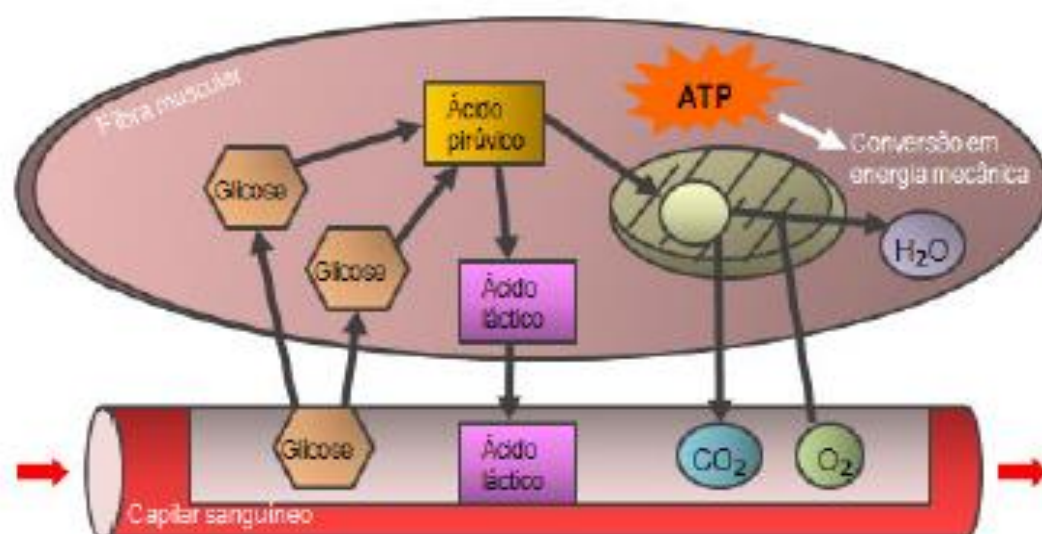 Fibra muscular
ATP
Conversão em
energia mecânica
Ácido
pirúvico
Glicose
Glicose
H₂O
Ácido
láctico
Glicose
Ácido
láctico
CO₂
O₂
Capilar sanguíneo